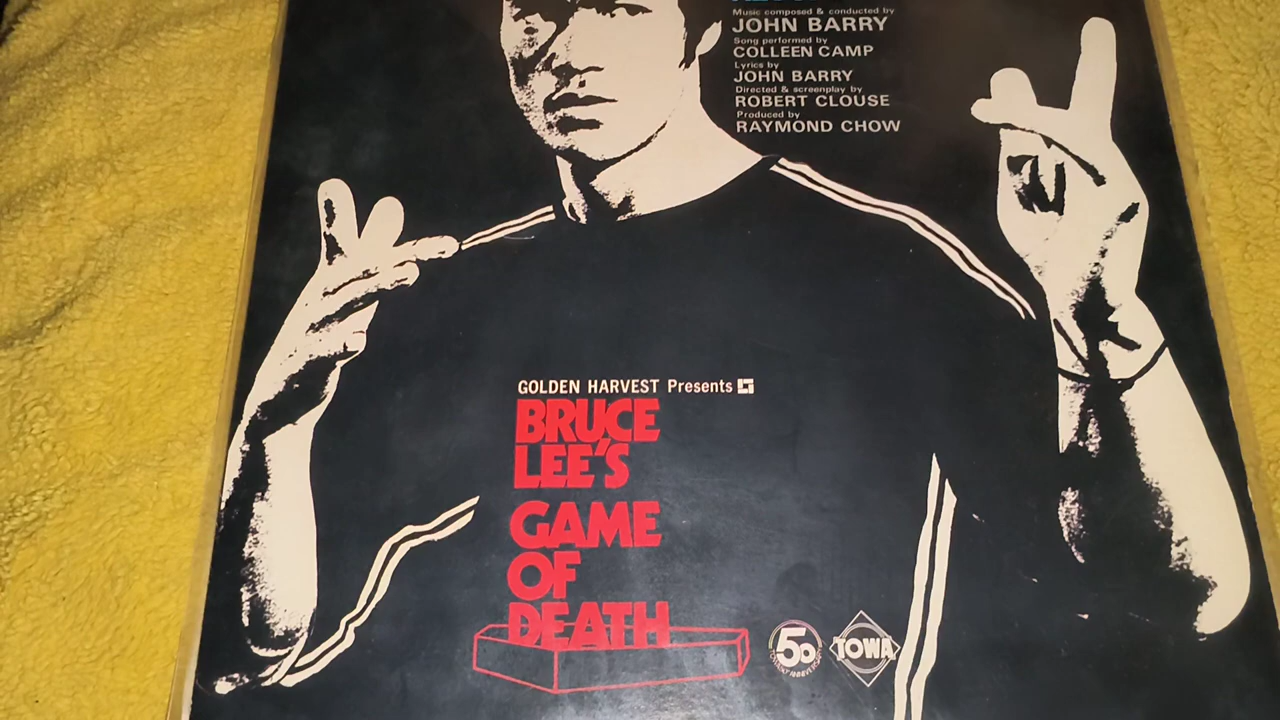 Music composed & conducted by
JOHN BARRY
Song performed by
COLLEEN CAMP
Lyrics by
JOHN BARRY
Directed & screenplay by
ROBERT CLOUSE
Produced by
RAYMOND CHOW
GOLDEN HARVEST Presents
BRUCE
LEE'S
GAME
OF
DEATH
50
TOWA